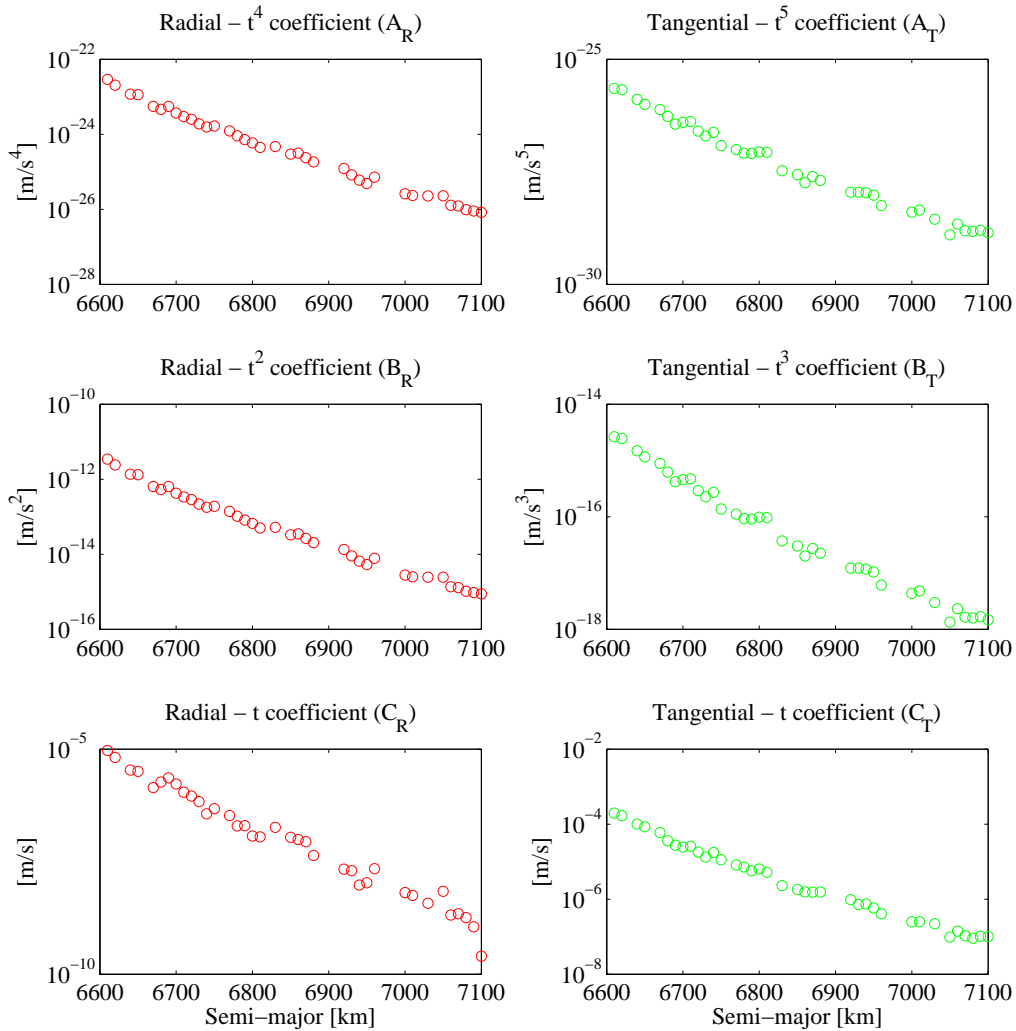 Radial − t^4 coefficient (A_R)
10^−22
10^−24
10^−26
10^−28
[m/s^4]
6600 6700 6800 6900 7000 7100
Tangential − t^5 coefficient (A_T)
10^−25
10^−30
[m/s^5]
6600 6700 6800 6900 7000 7100
Radial − t^2 coefficient (B_R)
10^−10
10^−12
10^−14
10^−16
[m/s^2]
6600 6700 6800 6900 7000 7100
Tangential − t^3 coefficient (B_T)
10^−14
10^−16
10^−18
[m/s^3]
6600 6700 6800 6900 7000 7100
Radial − t coefficient (C_R)
10^−5
10^−10
[m/s]
6600 6700 6800 6900 7000 7100
Semi−major [km]
Tangential − t coefficient (C_T)
10^−2
10^−4
10^−6
10^−8
[m/s]
6600 6700 6800 6900 7000 7100
Semi−major [km]